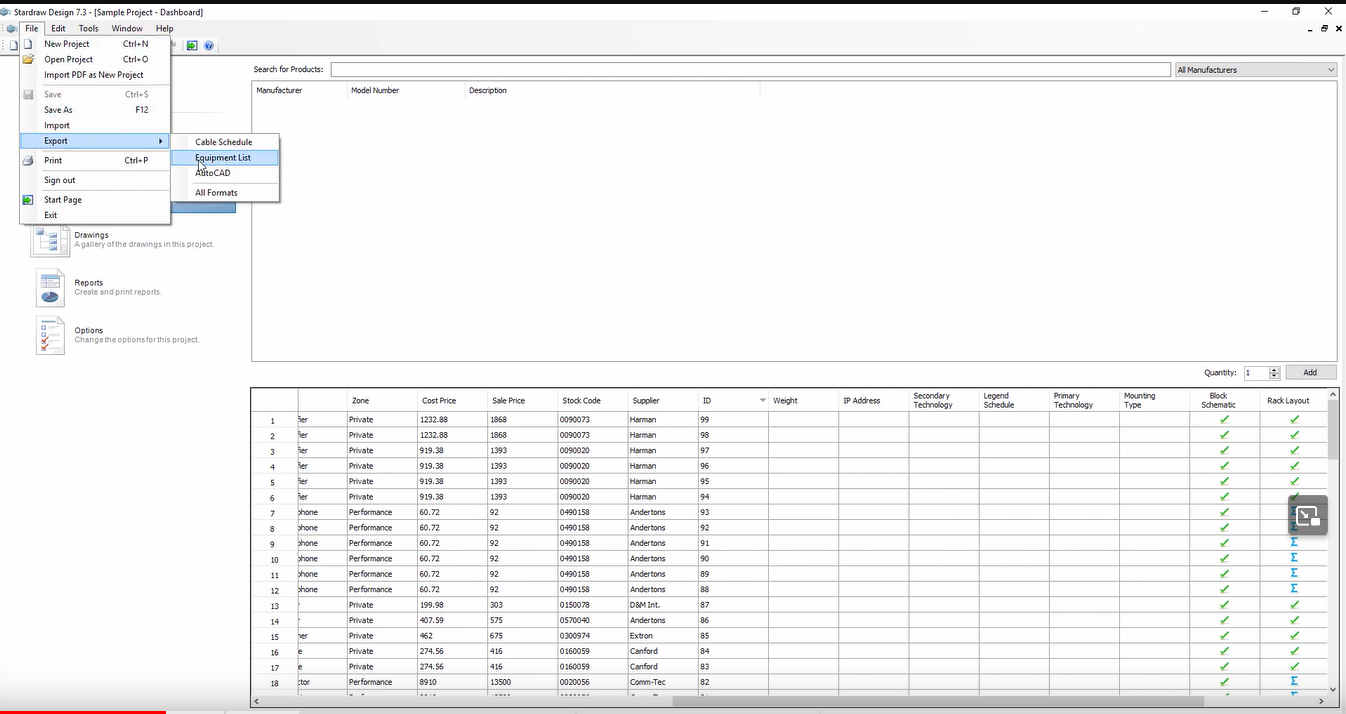 Stardraw Design 7.3 - [Sample Project - Dashboard]
File Edit Tools Window Help
New Project Ctrl+N
Open Project Ctrl+O
Import PDF as New Project
Save Ctrl+S
Save As F12
Import
Export
Print Ctrl+P
Sign out
Start Page
Exit
Cable Schedule
Equipment List
AutoCAD
All Formats
Drawings
A gallery of the drawings in this project.
Reports
Create and print reports.
Options
Change the options for this project.
Search for Products: All Manufacturers
Manufacturer Model Number Description
Quantity: 1 Add
Zone Cost Price Sale Price Stock Code Supplier ID Weight IP Address Secondary Technology Legend Schedule Primary Technology Mounting Type Block Schematic Rack Layout
1 fier Private 1232.88 1868 0090073 Harman 99
2 fier Private 1232.88 1868 0090073 Harman 98
3 fier Private 919.38 1393 0090020 Harman 97
4 fier Private 919.38 1393 0090020 Harman 96
5 fier Private 919.38 1393 0090020 Harman 95
6 fier Private 919.38 1393 0090020 Harman 94
7 phone Performance 60.72 92 0490158 Andertons 93
8 phone Performance 60.72 92 0490158 Andertons 92
9 phone Performance 60.72 92 0490158 Andertons 91 Σ
10 phone Performance 60.72 92 0490158 Andertons 90 Σ
11 phone Performance 60.72 92 0490158 Andertons 89 Σ
12 phone Performance 60.72 92 0490158 Andertons 88 Σ
13 r Private 199.98 303 0150078 D&M Int. 87
14 r Private 407.59 575 0570040 Andertons 86
15 ner Private 462 675 0300974 Extron 85
16 e Private 274.56 416 0160059 Canford 84
17 e Private 274.56 416 0160059 Canford 83
18 ctor Performance 8910 13500 0020056 Comm-Tec 82 Σ